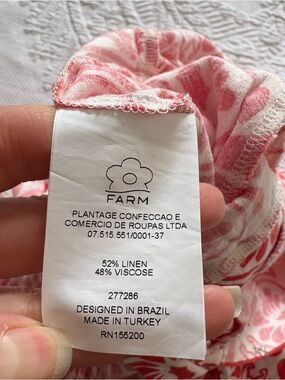 FARM
PLANTAGE CONFECCAO E
COMERCIO DE ROUPAS LTDA
07.515.551/0001-37
52% LINEN
48% VISCOSE
277286
DESIGNED IN BRAZIL
MADE IN TURKEY
RN155200